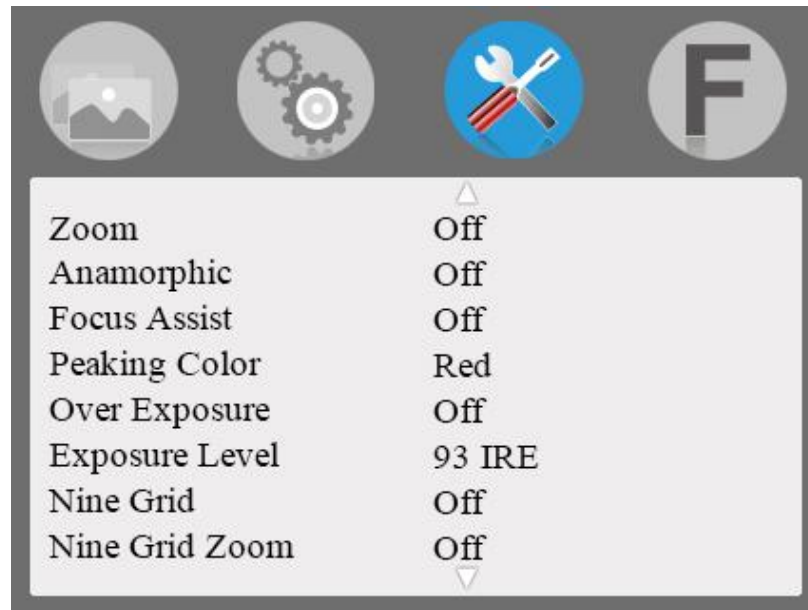 F
Zoom Off
Anamorphic Off
Focus Assist Off
Peaking Color Red
Over Exposure Off
Exposure Level 93 IRE
Nine Grid Off
Nine Grid Zoom Off